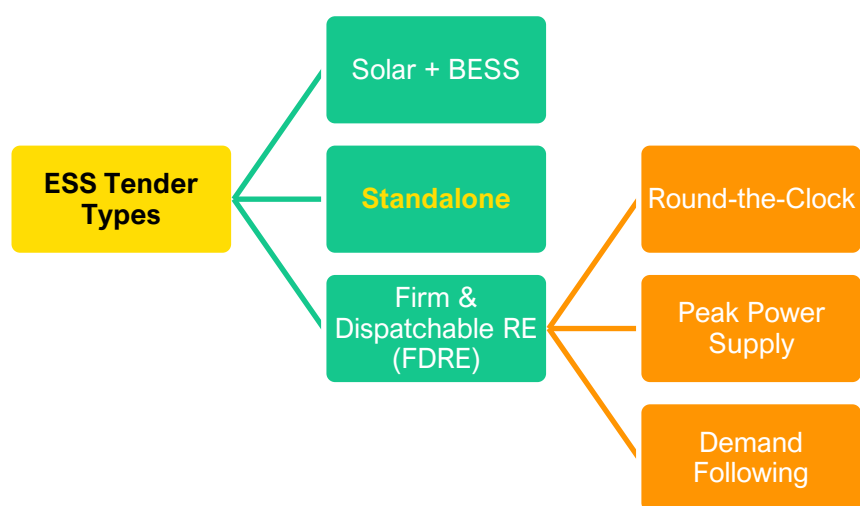 Solar + BESS
ESS Tender
Types
Standalone
Firm &
Dispatchable RE
(FDRE)
Round-the-Clock
Peak Power
Supply
Demand
Following